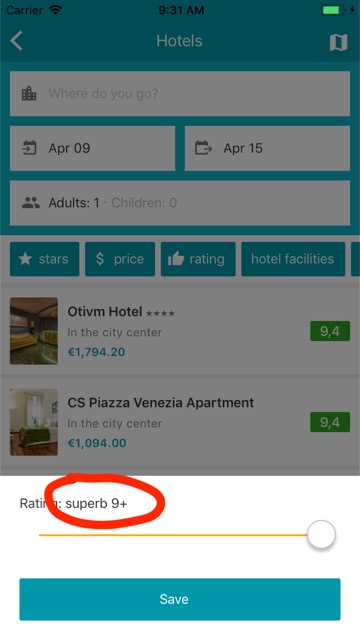 Carrier 9:31 AM
Hotels
Where do you go?
Apr 09 Apr 15
Adults: 1 · Children: 0
stars $ price rating hotel facilities
Otivm Hotel ★★★★
In the city center
9,4
€1,794.20
CS Piazza Venezia Apartment
In the city center
9,4
€1,094.00
Rating: superb 9+
Save